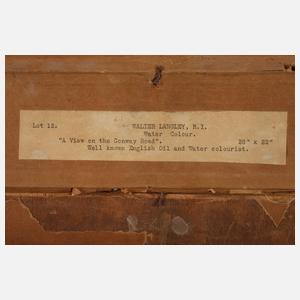 Lot 12. WALTER LANGLEY, R.I.
Water Colour.
"A View on the Conway Road". 26" x 22"
Well known English Oil and Water colourist.